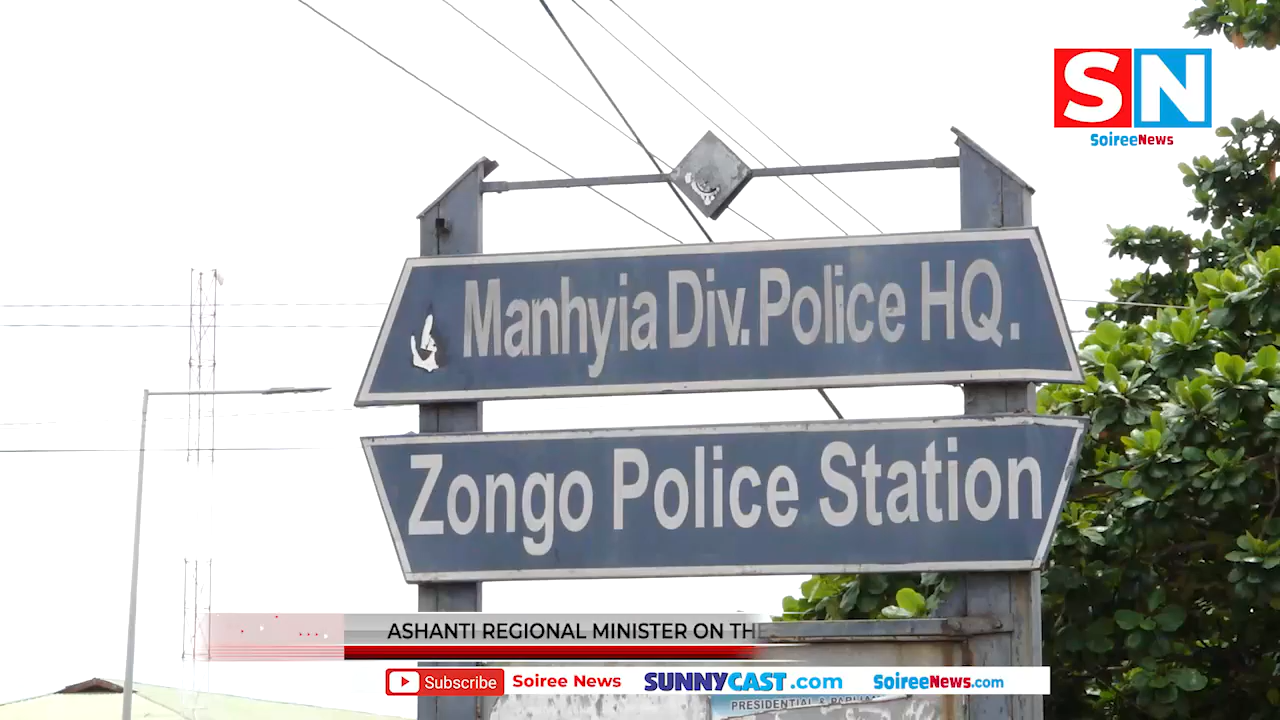 SN
SoireeNews
Manhyia Div. Police HQ.
Zongo Police Station
ASHANTI REGIONAL MINISTER ON THE
Subscribe
Soiree News
SUNNYCAST.com
SoireeNews.com
PRESIDENTIAL &